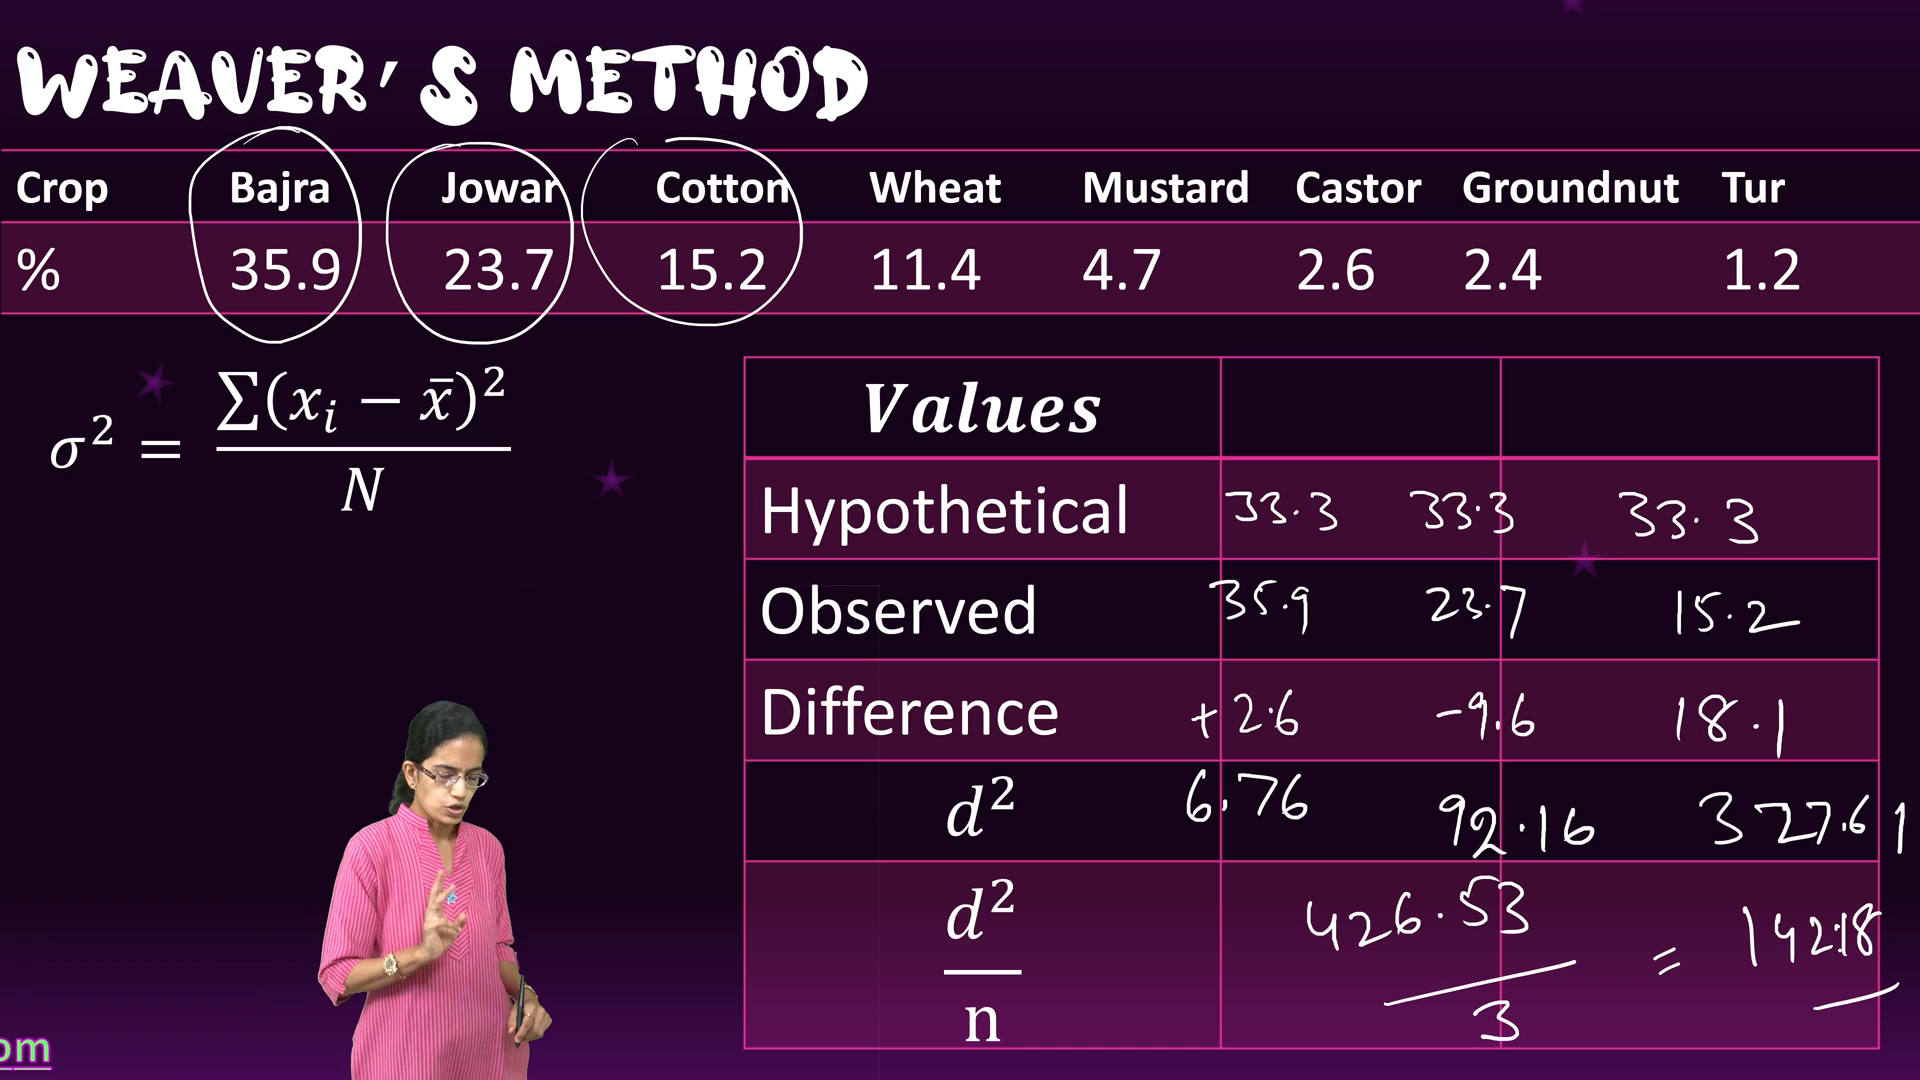 WEAVER'S METHOD
Crop Bajra Jowar Cotton Wheat Mustard Castor Groundnut Tur
% 35.9 23.7 15.2 11.4 4.7 2.6 2.4 1.2
σ² = ∑(xᵢ − x̄)² / N
Values
Hypothetical 33.3 33.3 33.3
Observed 35.9 23.7 15.2
Difference +2.6 -9.6 18.1
d² 6.76 92.16 327.61
d² / n 426.53 / 3 = 142.18
om